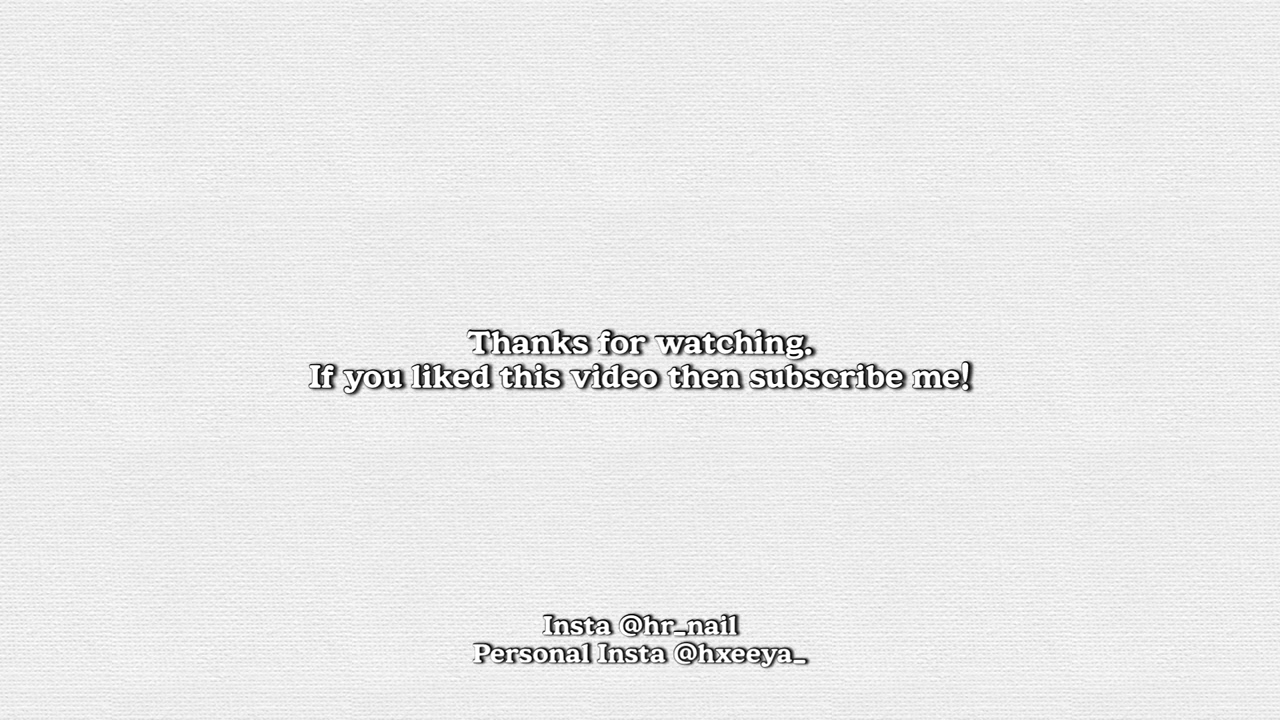 Thanks for watching.
If you liked this video then subscribe me!
Insta @hr_nail
Personal Insta @hxeeya_